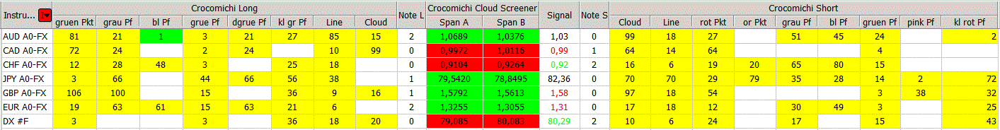 Crocomichi Long Crocomichi Cloud Screener Crocomichi Short
Instru... Note L Signal Note S
gruen Pkt grau Pf bl Pf grue Pf dgrue Pf kl gr Pf Line Cloud Span A Span B Cloud Line rot Pkt or Pkt grau Pf bl Pf gruen Pf pink Pf kl rot Pf
AUD A0-FX 81 21 1 3 21 27 85 15 2 1,0689 1,0376 1,03 0 99 18 27 51 45 24 2
CAD A0-FX 72 24 2 24 10 99 0 0,9972 1,0116 0,99 1 64 14 64 4
CHF A0-FX 12 28 48 3 25 18 0 0,9104 0,9264 0,92 2 16 6 19 20 65 80 15
JPY A0-FX 3 66 44 66 56 38 1 79,5420 78,8495 82,36 0 70 70 29 79 35 28 14 2 72
GBP A0-FX 106 100 15 36 9 16 1 1,5792 1,5613 1,58 0 97 18 54 3 38 32
EUR A0-FX 19 63 61 15 63 21 6 2 1,3255 1,3055 1,31 0 17 18 12 30 49 3 25
DX #F 3 3 36 18 20 0 79,085 80,083 80,29 2 10 6 24 17 15 43